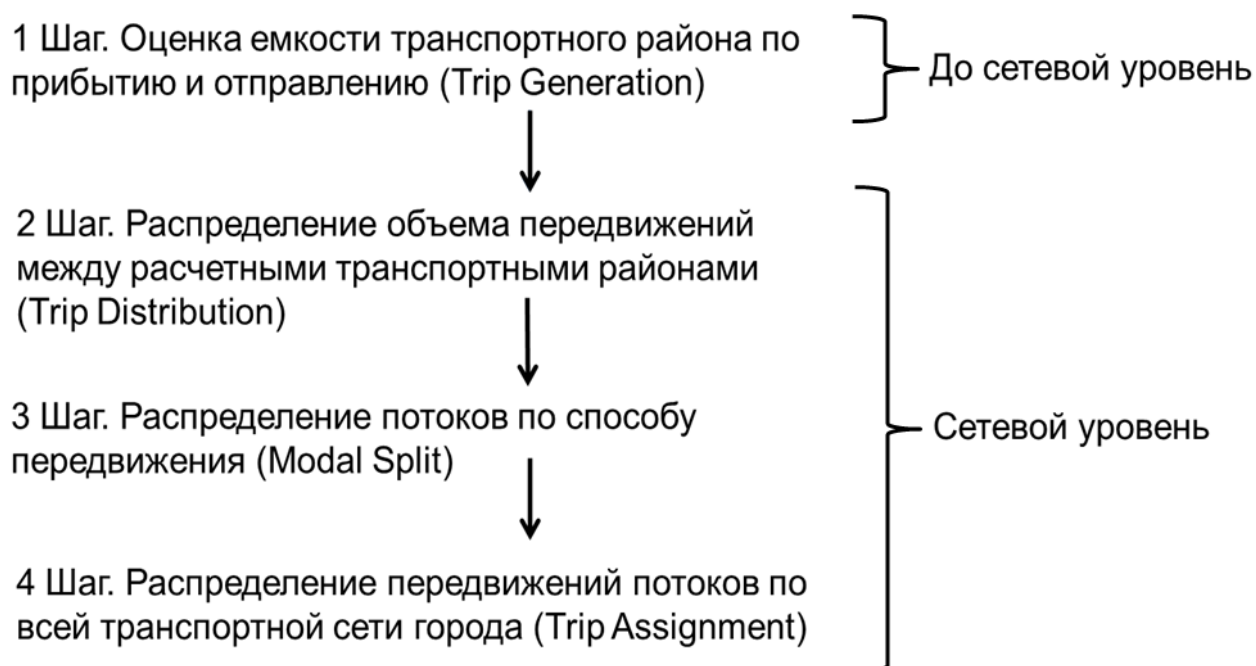 1 Шаг. Оценка емкости транспортного района по
прибытию и отправлению (Trip Generation)
До сетевой уровень
2 Шаг. Распределение объема передвижений
между расчетными транспортными районами
(Trip Distribution)
3 Шаг. Распределение потоков по способу
передвижения (Modal Split)
Сетевой уровень
4 Шаг. Распределение передвижений потоков по
всей транспортной сети города (Trip Assignment)